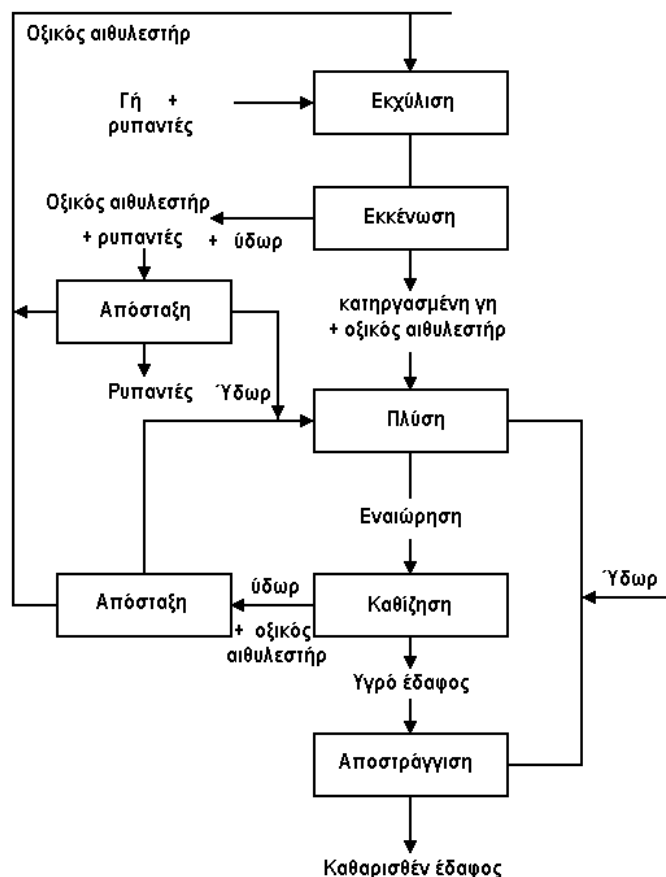 Οξικός αιθυλεστήρ
Γή +
ρυπαντές
Εκχύλιση
Οξικός αιθυλεστήρ
+ ρυπαντές + ύδωρ
Εκκένωση
Απόσταξη
κατηργασμένη γη
+ οξικός αιθυλεστήρ
Ρυπαντές
Ύδωρ
Πλύση
Εναιώρηση
Απόσταξη
ύδωρ
+ οξικός
αιθυλεστήρ
Καθίζηση
Ύδωρ
Υγρό έδαφος
Αποστράγγιση
Καθαρισθέν έδαφος